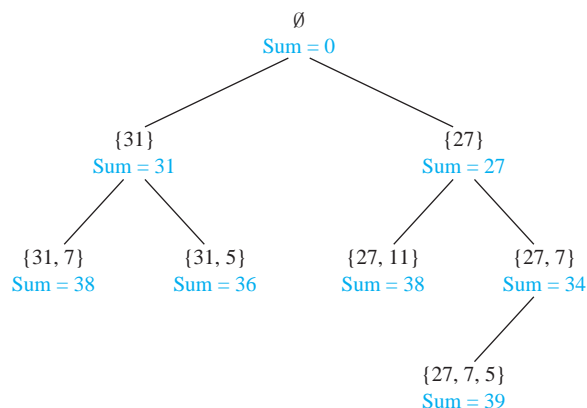 ∅
Sum = 0
{31}
Sum = 31
{27}
Sum = 27
{31, 7}
Sum = 38
{31, 5}
Sum = 36
{27, 11}
Sum = 38
{27, 7}
Sum = 34
{27, 7, 5}
Sum = 39